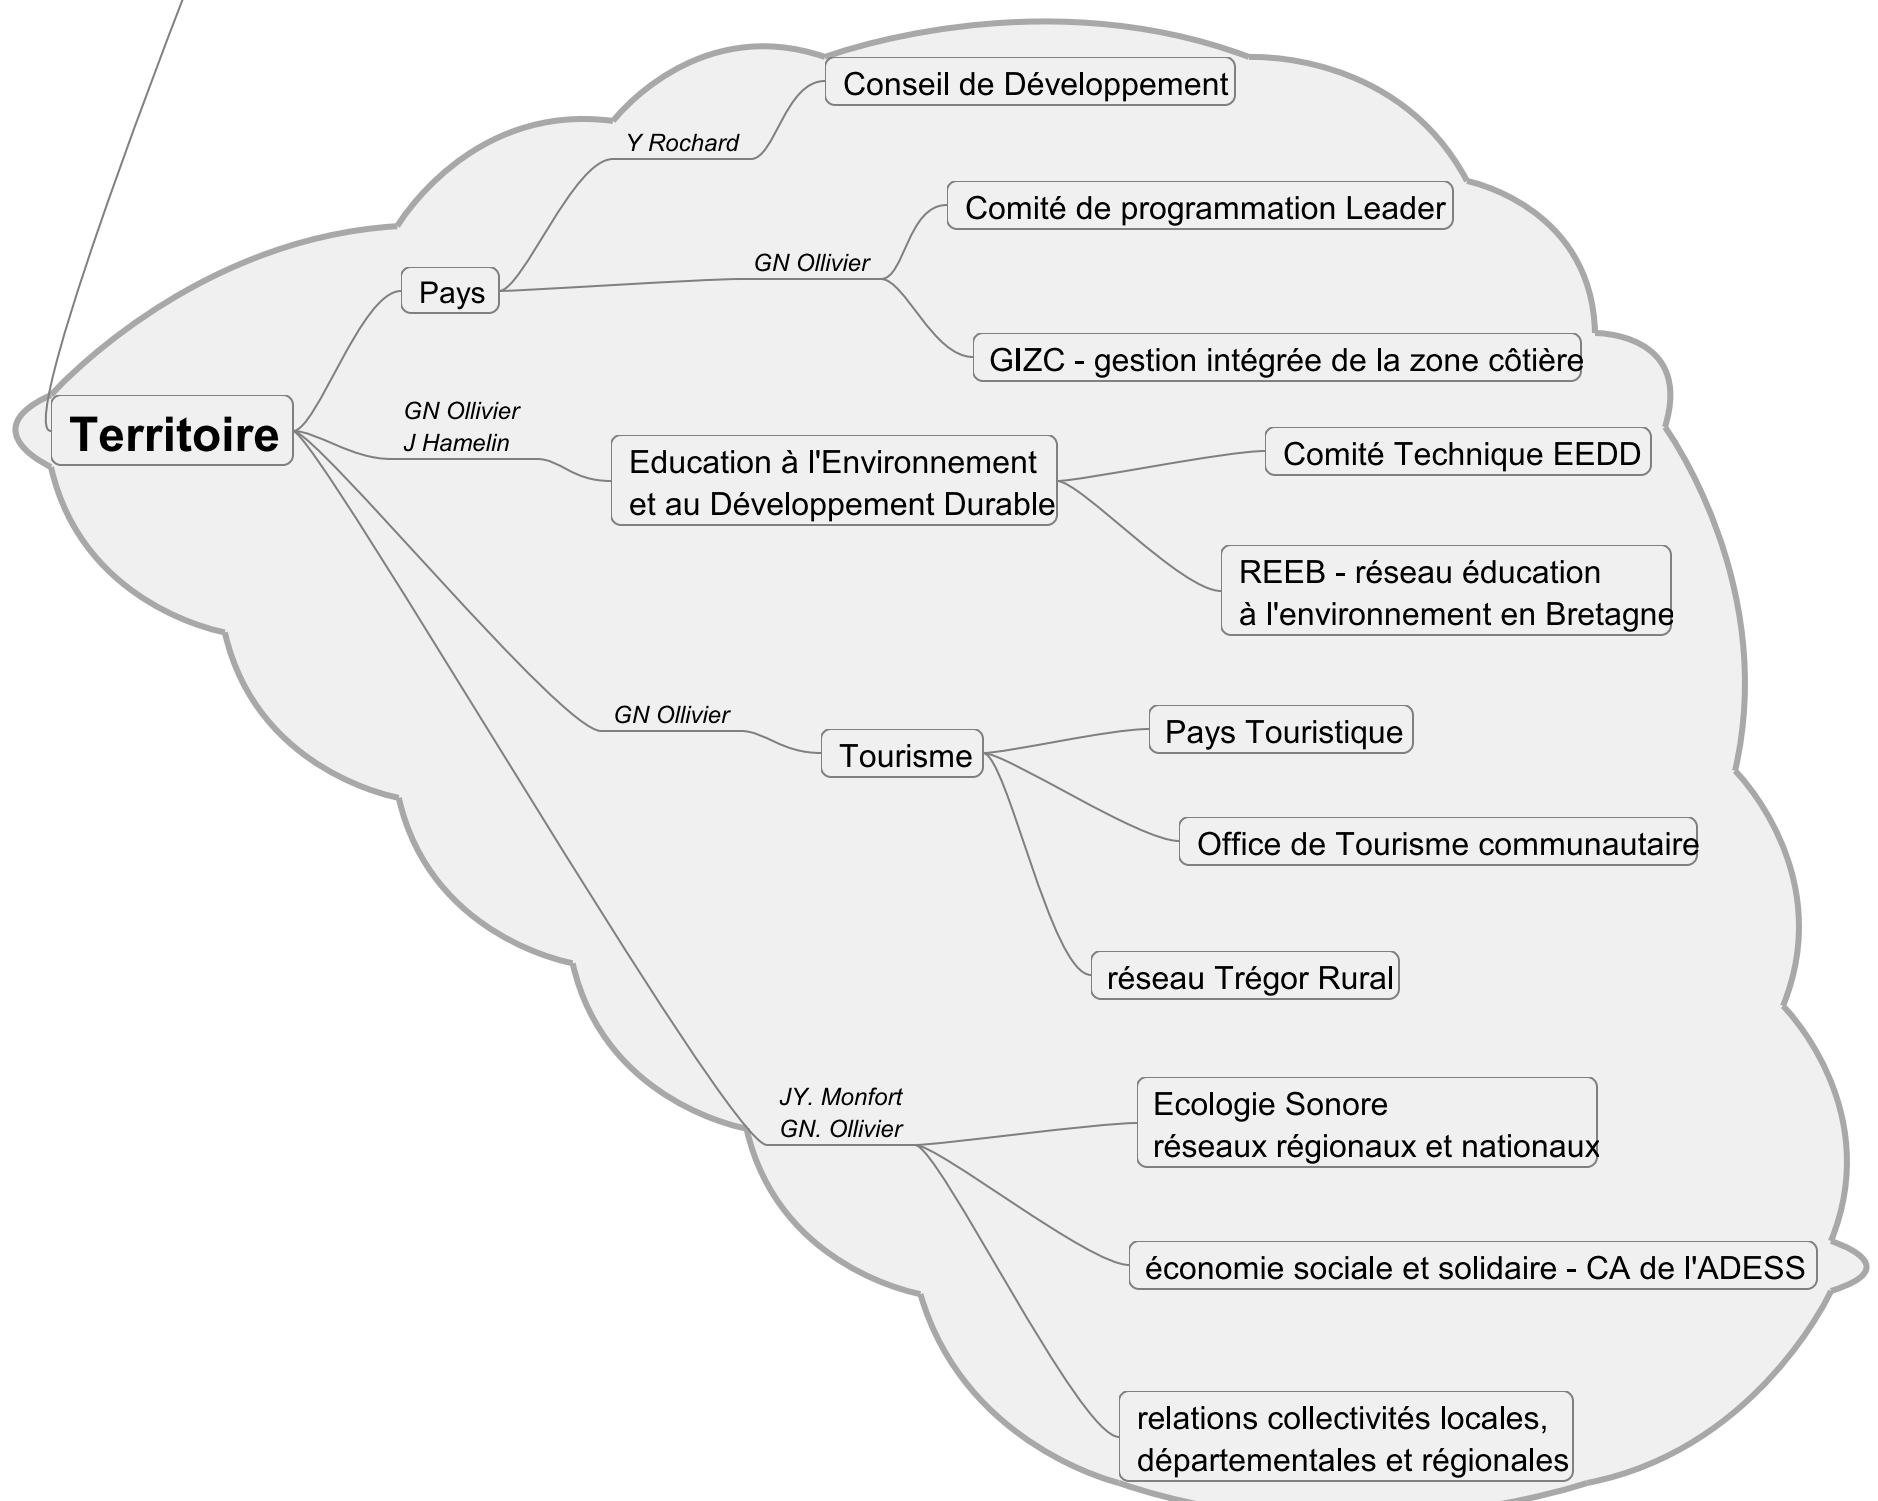 Conseil de Développement
Y Rochard
Comité de programmation Leader
GN Ollivier
Pays
GIZC - gestion intégrée de la zone côtière
Territoire
GN Ollivier
J Hamelin
Education à l'Environnement
et au Développement Durable
Comité Technique EEDD
REEB - réseau éducation
à l'environnement en Bretagne
GN Ollivier
Tourisme
Pays Touristique
Office de Tourisme communautaire
réseau Trégor Rural
JY. Monfort
GN. Ollivier
Ecologie Sonore
réseaux régionaux et nationaux
économie sociale et solidaire - CA de l'ADESS
relations collectivités locales,
départementales et régionales